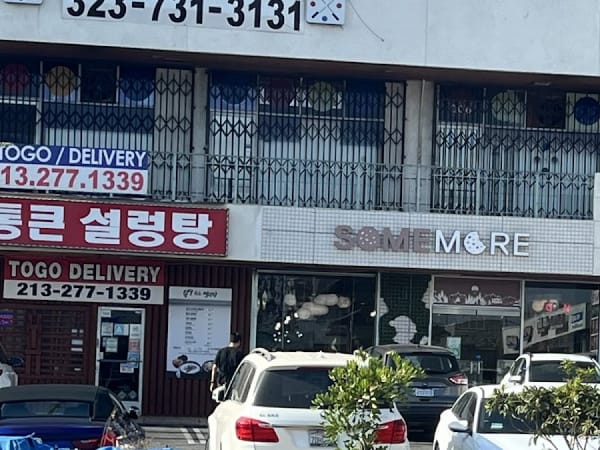 323-731-3131
TOGO / DELIVERY
13.277.1339
통큰 설렁탕
SOMEMORE
TOGO DELIVERY
213-277-1339